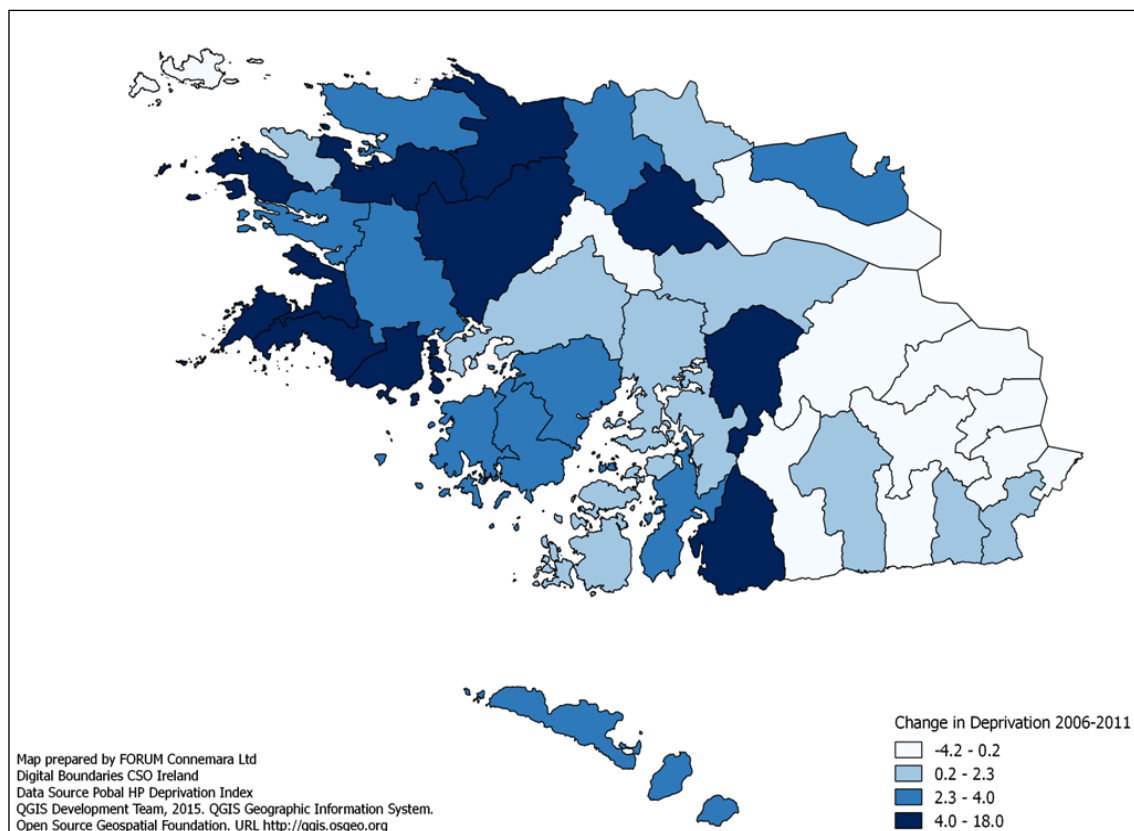 Change in Deprivation 2006-2011
-4.2 - 0.2
0.2 - 2.3
2.3 - 4.0
4.0 - 18.0
Map prepared by FORUM Connemara Ltd
Digital Boundaries CSO Ireland
Data Source Pobal HP Deprivation Index
QGIS Development Team, 2015. QGIS Geographic Information System.
Open Source Geospatial Foundation. URL http://qgis.osgeo.org